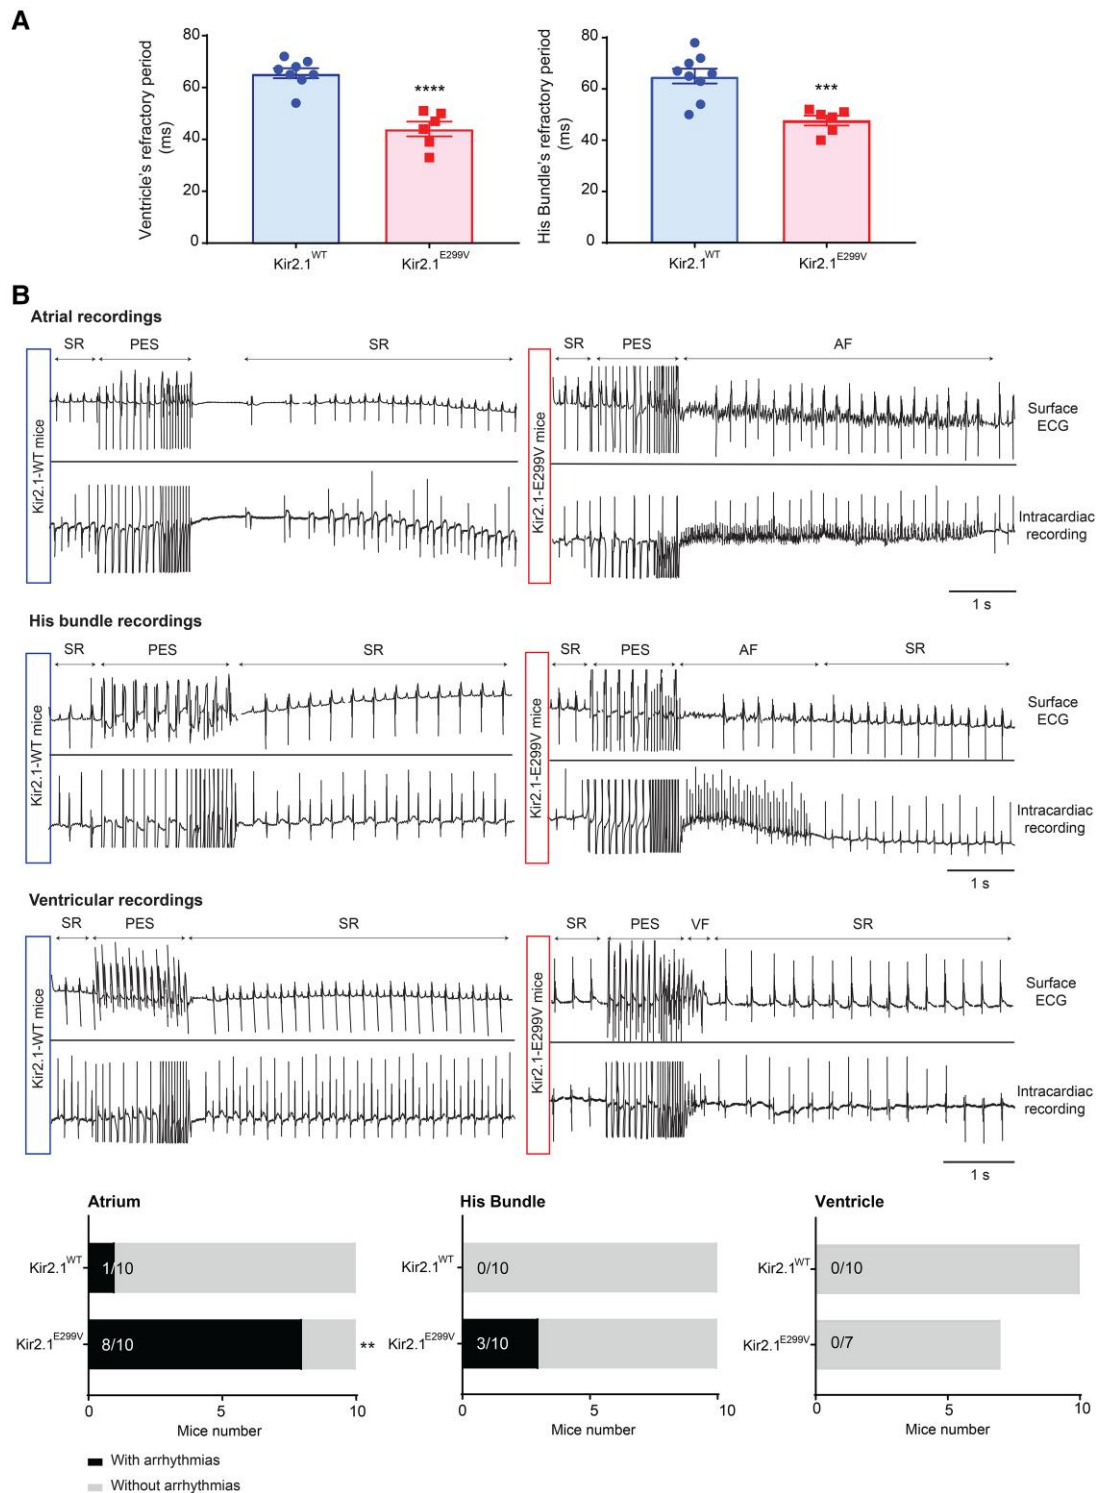 A
Ventricle's refractory period
(ms)
80
60
40
20
0
****
Kir2.1WT
Kir2.1E299V
His Bundle's refractory period
(ms)
80
60
40
20
0
***
Kir2.1WT
Kir2.1E299V
B
Atrial recordings
SR PES SR
Kir2.1-WT mice
SR PES AF
Kir2.1-E299V mice
Surface
ECG
Intracardiac
recording
1 s
His bundle recordings
SR PES SR
Kir2.1-WT mice
SR PES AF SR
Kir2.1-E299V mice
Surface
ECG
Intracardiac
recording
1 s
Ventricular recordings
SR PES SR
Kir2.1-WT mice
SR PES VF SR
Kir2.1-E299V mice
Surface
ECG
Intracardiac
recording
1 s
Atrium
Kir2.1WT
1/10
Kir2.1E299V
8/10
**
0 5 10
Mice number
His Bundle
Kir2.1WT
0/10
Kir2.1E299V
3/10
0 5 10
Mice number
Ventricle
Kir2.1WT
0/10
Kir2.1E299V
0/7
0 5 10
Mice number
With arrhythmias
Without arrhythmias